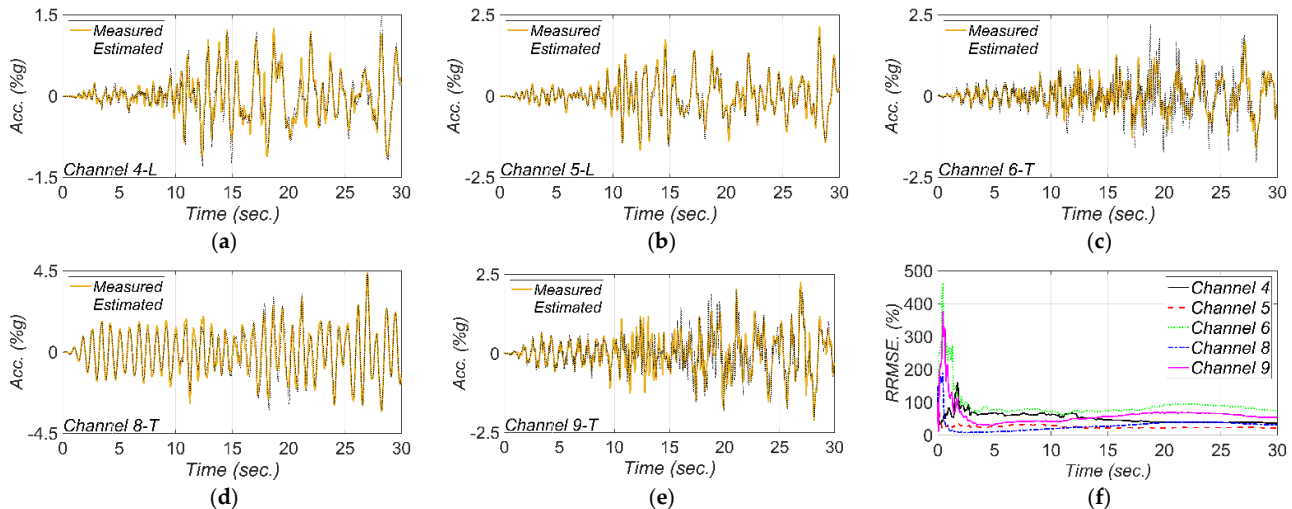 1.5
0
-1.5
Acc. (%g)
Measured
Estimated
Channel 4-L
0 5 10 15 20 25 30
Time (sec.)
(a)
2.5
0
-2.5
Acc. (%g)
Measured
Estimated
Channel 5-L
0 5 10 15 20 25 30
Time (sec.)
(b)
2.5
0
-2.5
Acc. (%g)
Measured
Estimated
Channel 6-T
0 5 10 15 20 25 30
Time (sec.)
(c)
4.5
0
-4.5
Acc. (%g)
Measured
Estimated
Channel 8-T
0 5 10 15 20 25 30
Time (sec.)
(d)
2.5
0
-2.5
Acc. (%g)
Measured
Estimated
Channel 9-T
0 5 10 15 20 25 30
Time (sec.)
(e)
500
400
300
200
100
0
RRMSE. (%)
Channel 4
Channel 5
Channel 6
Channel 8
Channel 9
0 5 10 15 20 25 30
Time (sec.)
(f)